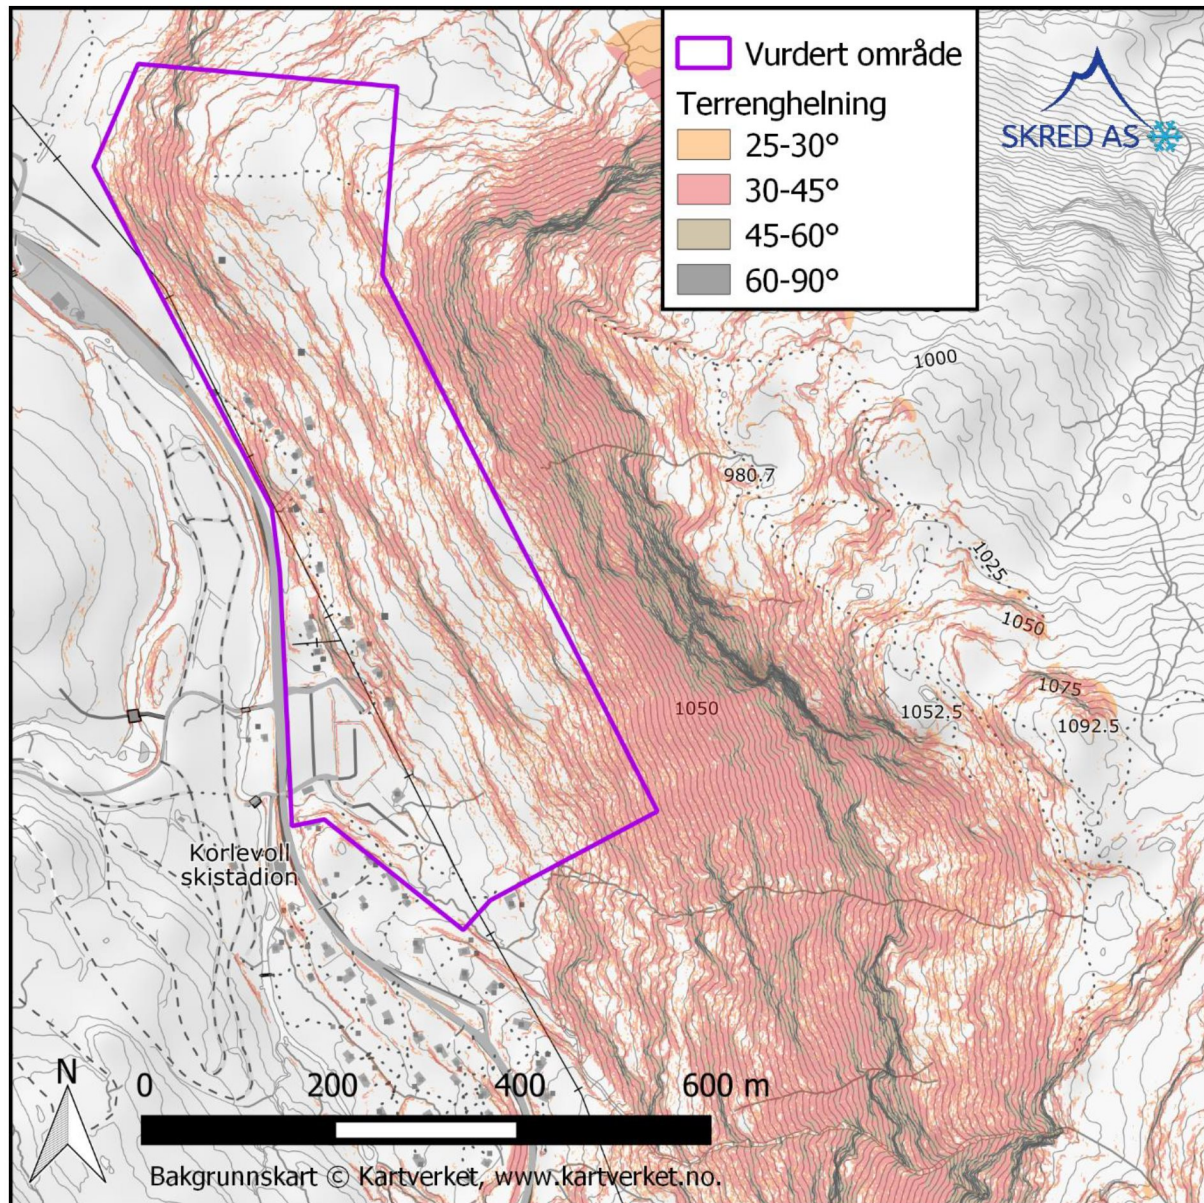 Vurdert område
Terrenghelning
25-30°
30-45°
45-60°
60-90°
SKRED AS
1000
980.7
1025
1050
1075
1050
1052.5
1092.5
Korlevoll
skistadion
N
0 200 400 600 m
Bakgrunnskart © Kartverket, www.kartverket.no.